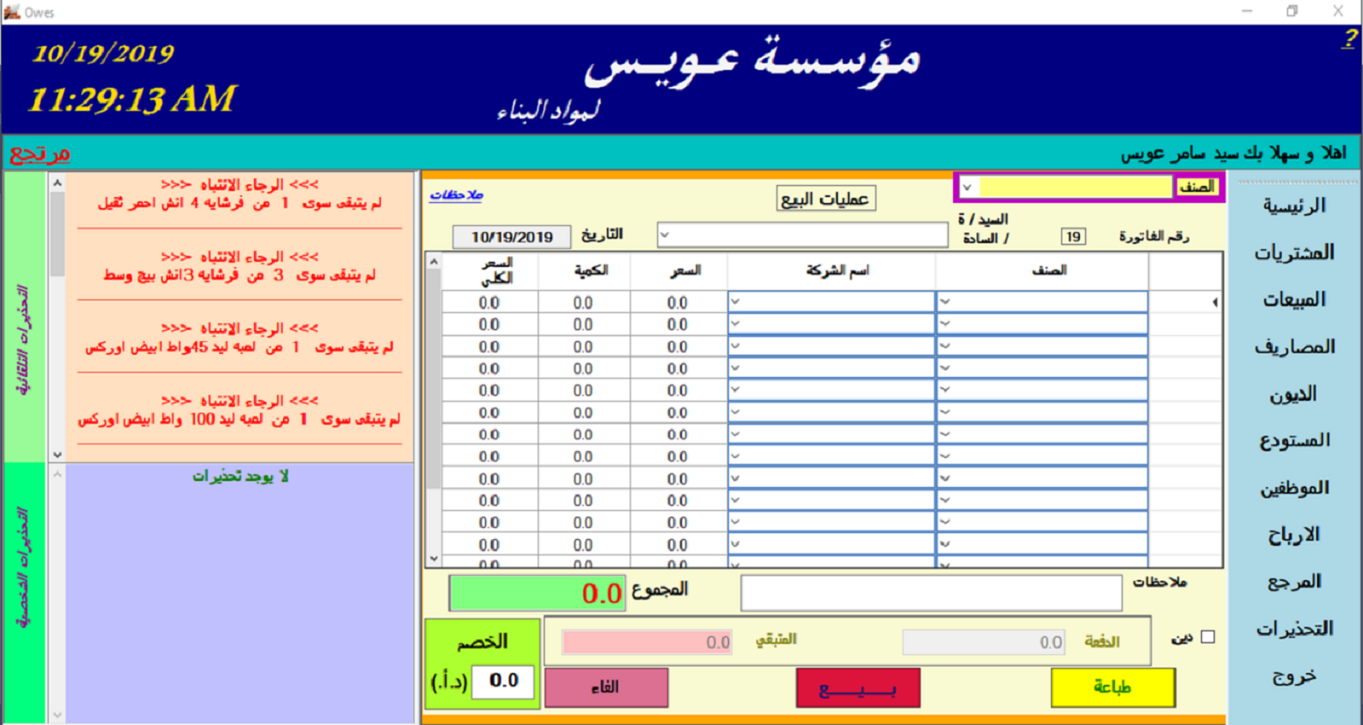 Owes
?
10/19/2019
11:29:13 AM
مؤسسة عويس
لمواد البناء
اهلا و سهلا بك سيد سامر عويس
مرتجع
الرئيسية
المشتريات
المبيعات
المصاريف
الديون
المستودع
الموظفين
الارباح
المرجع
التحذيرات
خروج
الصنف
عمليات البيع
ملاحظات
رقم الفاتورة 19
السيد / ة
/ السادة
التاريخ 10/19/2019
الصنف اسم الشركة السعر الكمية السعر الكلي
0.0 0.0 0.0
0.0 0.0 0.0
0.0 0.0 0.0
0.0 0.0 0.0
0.0 0.0 0.0
0.0 0.0 0.0
0.0 0.0 0.0
0.0 0.0 0.0
0.0 0.0 0.0
0.0 0.0 0.0
0.0 0.0 0.0
0.0 0.0 0.0
0.0 0.0 0.0
ملاحظات
المجموع 0.0
دين
الدفعة 0.0
المتبقي 0.0
الخصم
0.0 (د.أ.)
طباعة
بـــيـــع
الغاء
التحذيرات التلقائية
<<< الرجاء الانتباه >>>
لم يتبقى سوى 1 من فرشايه 4 انش احمر ثقيل
<<< الرجاء الانتباه >>>
لم يتبقى سوى 3 من فرشايه 3انش بيج وسط
<<< الرجاء الانتباه >>>
لم يتبقى سوى 1 من لمبه ليد 45واط ابيض اوركس
<<< الرجاء الانتباه >>>
لم يتبقى سوى 1 من لمبه ليد 100 واط ابيض اوركس
التحذيرات الشخصية
لا يوجد تحذيرات